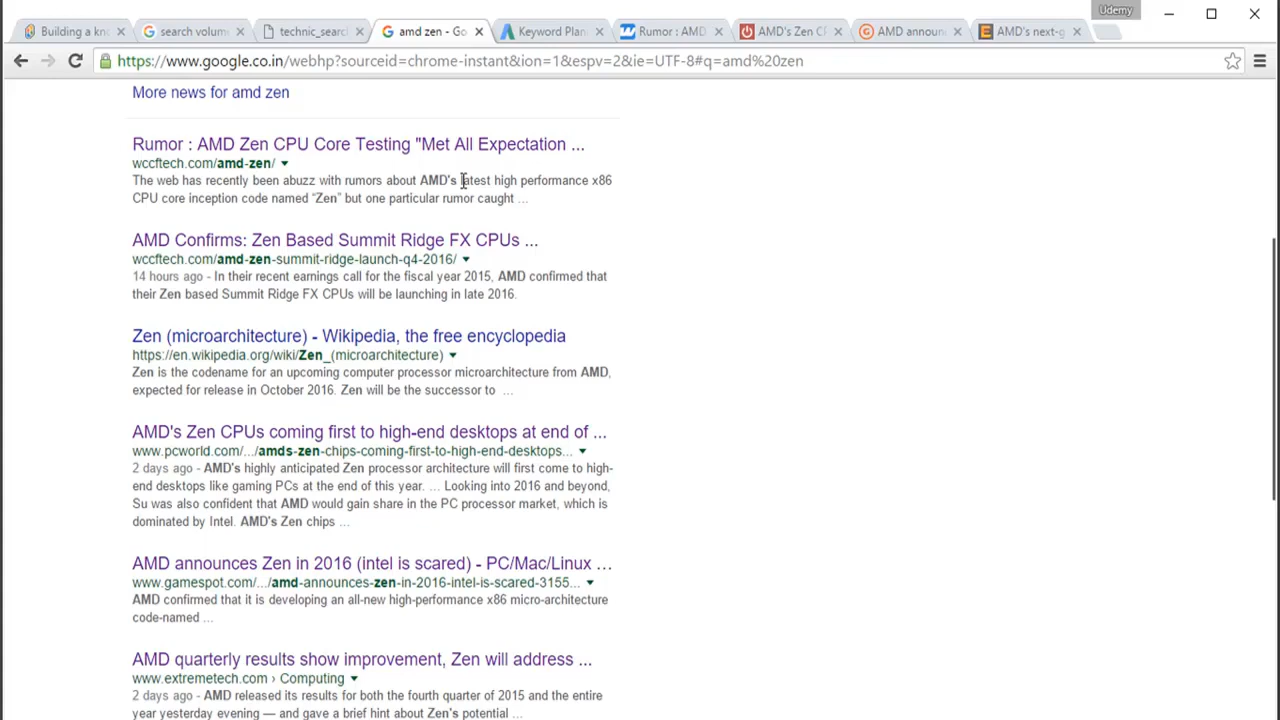 Udemy
Building a kn
search volum
technic_searc
amd zen - Go
Keyword Plan
Rumor : AMD
AMD's Zen CP
AMD announ
AMD's next-g
https://www.google.co.in/webhp?sourceid=chrome-instant&ion=1&espv=2&ie=UTF-8#q=amd%20zen
More news for amd zen
Rumor : AMD Zen CPU Core Testing "Met All Expectation ...
wccftech.com/amd-zen/
The web has recently been abuzz with rumors about AMD's latest high performance x86
CPU core inception code named “Zen” but one particular rumor caught ...
AMD Confirms: Zen Based Summit Ridge FX CPUs ...
wccftech.com/amd-zen-summit-ridge-launch-q4-2016/
14 hours ago - In their recent earnings call for the fiscal year 2015, AMD confirmed that
their Zen based Summit Ridge FX CPUs will be launching in late 2016.
Zen (microarchitecture) - Wikipedia, the free encyclopedia
https://en.wikipedia.org/wiki/Zen_(microarchitecture)
Zen is the codename for an upcoming computer processor microarchitecture from AMD,
expected for release in October 2016. Zen will be the successor to ...
AMD's Zen CPUs coming first to high-end desktops at end of ...
www.pcworld.com/.../amds-zen-chips-coming-first-to-high-end-desktops...
2 days ago - AMD's highly anticipated Zen processor architecture will first come to high-
end desktops like gaming PCs at the end of this year. ... Looking into 2016 and beyond,
Su was also confident that AMD would gain share in the PC processor market, which is
dominated by Intel. AMD's Zen chips ...
AMD announces Zen in 2016 (intel is scared) - PC/Mac/Linux ...
www.gamespot.com/.../amd-announces-zen-in-2016-intel-is-scared-3155...
AMD confirmed that it is developing an all-new high-performance x86 micro-architecture
code-named ...
AMD quarterly results show improvement, Zen will address ...
www.extremetech.com › Computing
2 days ago - AMD released its results for both the fourth quarter of 2015 and the entire
year yesterday evening — and gave a brief hint about Zen's potential ...